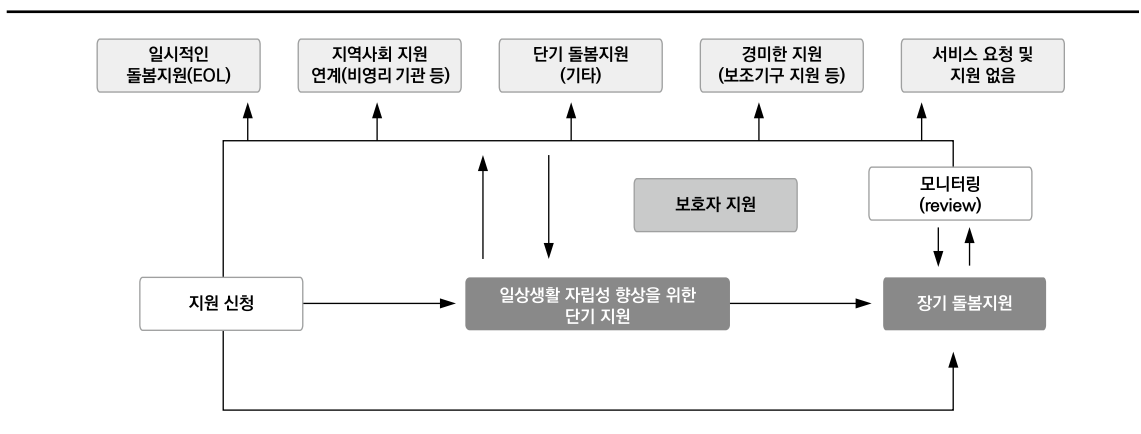 일시적인
돌봄지원(EOL)
지역사회 지원
연계(비영리 기관 등)
단기 돌봄지원
(기타)
경미한 지원
(보조기구 지원 등)
서비스 요청 및
지원 없음
모니터링
(review)
보호자 지원
지원 신청
일상생활 자립성 향상을 위한
단기 지원
장기 돌봄지원